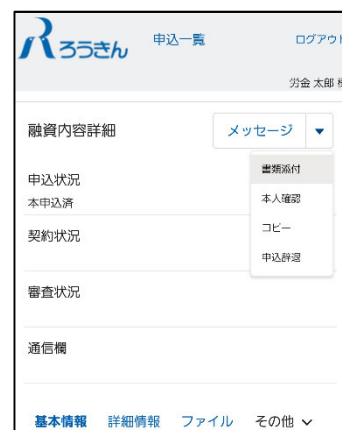 ろうきん 申込一覧 ログアウト
労金 太郎 様
融資内容詳細 メッセージ ▼
書類添付
申込状況
本人確認
本申込済
コピー
契約状況
申込辞退
審査状況
通信欄
基本情報 詳細情報 ファイル その他